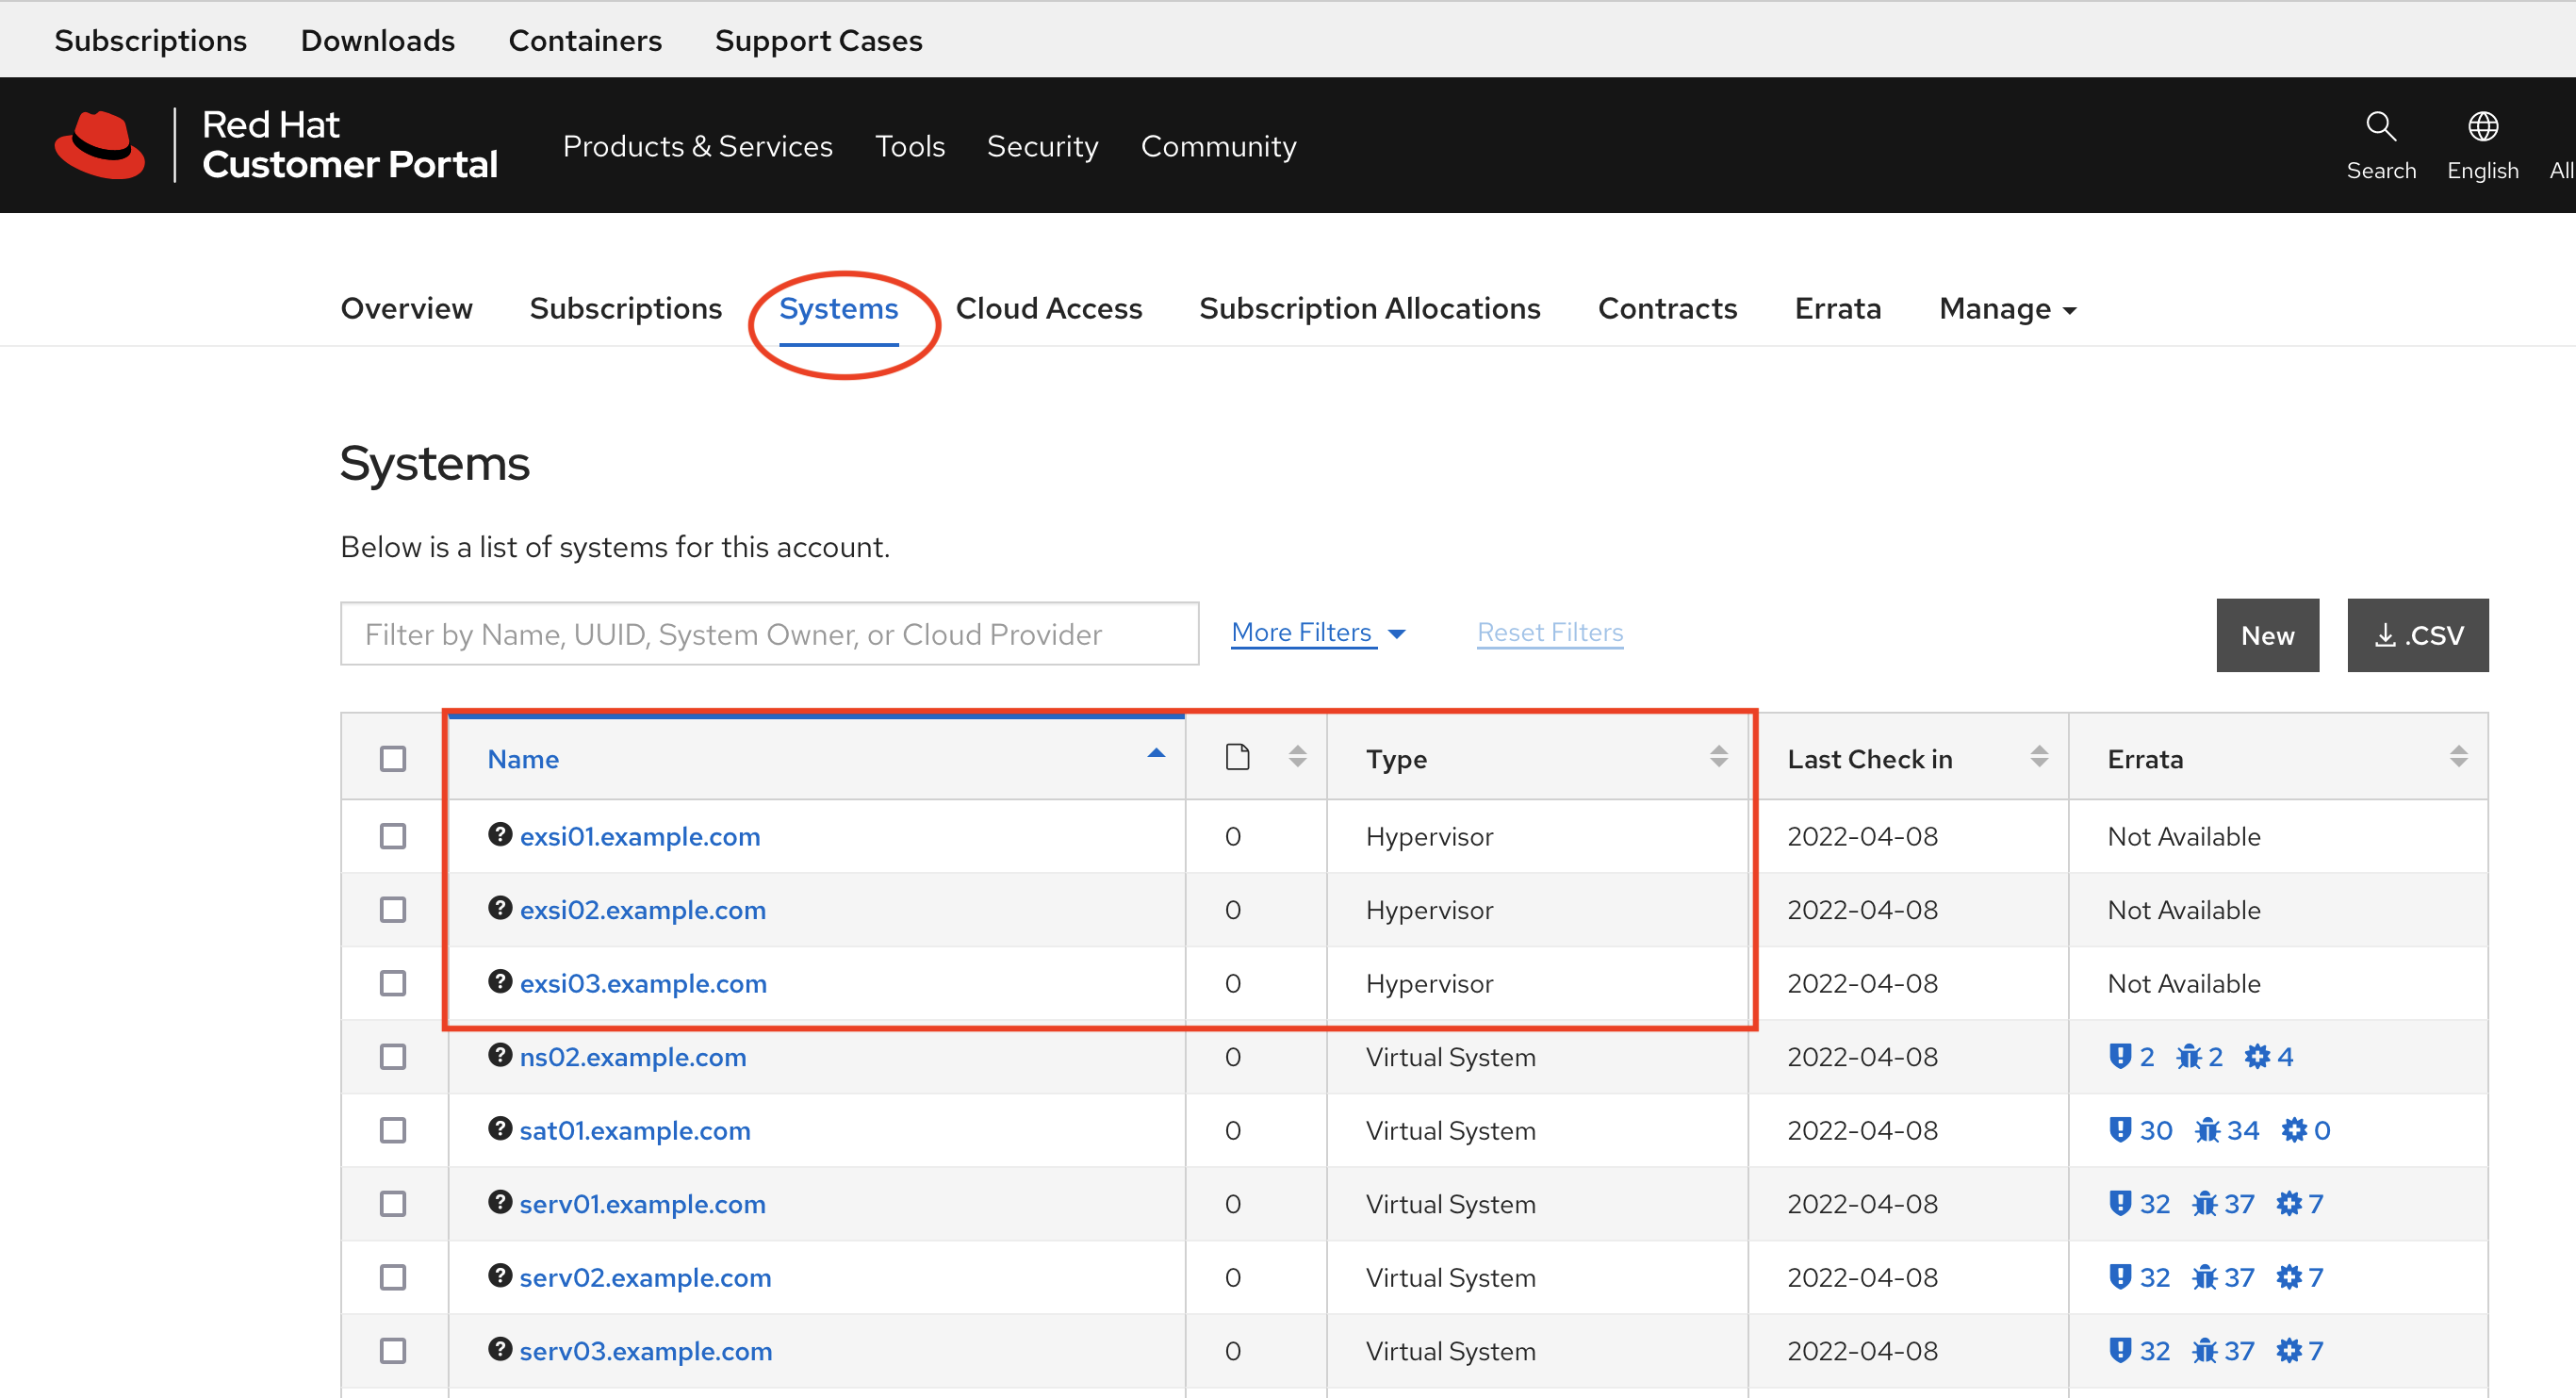 Subscriptions Downloads Containers Support Cases
Red Hat
Customer Portal
Products & Services Tools Security Community
Search English All
Overview Subscriptions Systems Cloud Access Subscription Allocations Contracts Errata Manage
Systems
Below is a list of systems for this account.
Filter by Name, UUID, System Owner, or Cloud Provider More Filters Reset Filters New .CSV
Name Type Last Check in Errata
exsi01.example.com 0 Hypervisor 2022-04-08 Not Available
exsi02.example.com 0 Hypervisor 2022-04-08 Not Available
exsi03.example.com 0 Hypervisor 2022-04-08 Not Available
ns02.example.com 0 Virtual System 2022-04-08 2 2 4
sat01.example.com 0 Virtual System 2022-04-08 30 34 0
serv01.example.com 0 Virtual System 2022-04-08 32 37 7
serv02.example.com 0 Virtual System 2022-04-08 32 37 7
serv03.example.com 0 Virtual System 2022-04-08 32 37 7